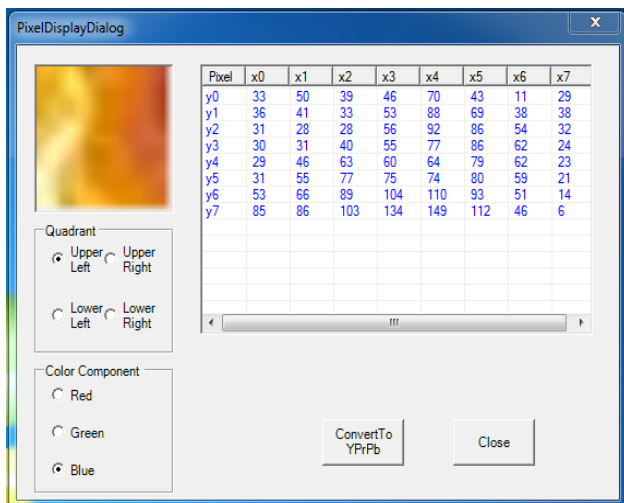 PixelDisplayDialog x
Pixel x0 x1 x2 x3 x4 x5 x6 x7
y0 33 50 39 46 70 43 11 29
y1 36 41 33 53 88 69 38 38
y2 31 28 28 56 92 86 54 32
y3 30 31 40 55 77 86 62 24
y4 29 46 63 60 64 79 62 23
y5 31 55 77 75 74 80 59 21
y6 53 66 89 104 110 93 51 14
y7 85 86 103 134 149 112 46 6
Quadrant
Upper Upper
Left Right
Lower Lower
Left Right
Color Component
Red
Green
Blue
ConvertTo
YPrPb
Close